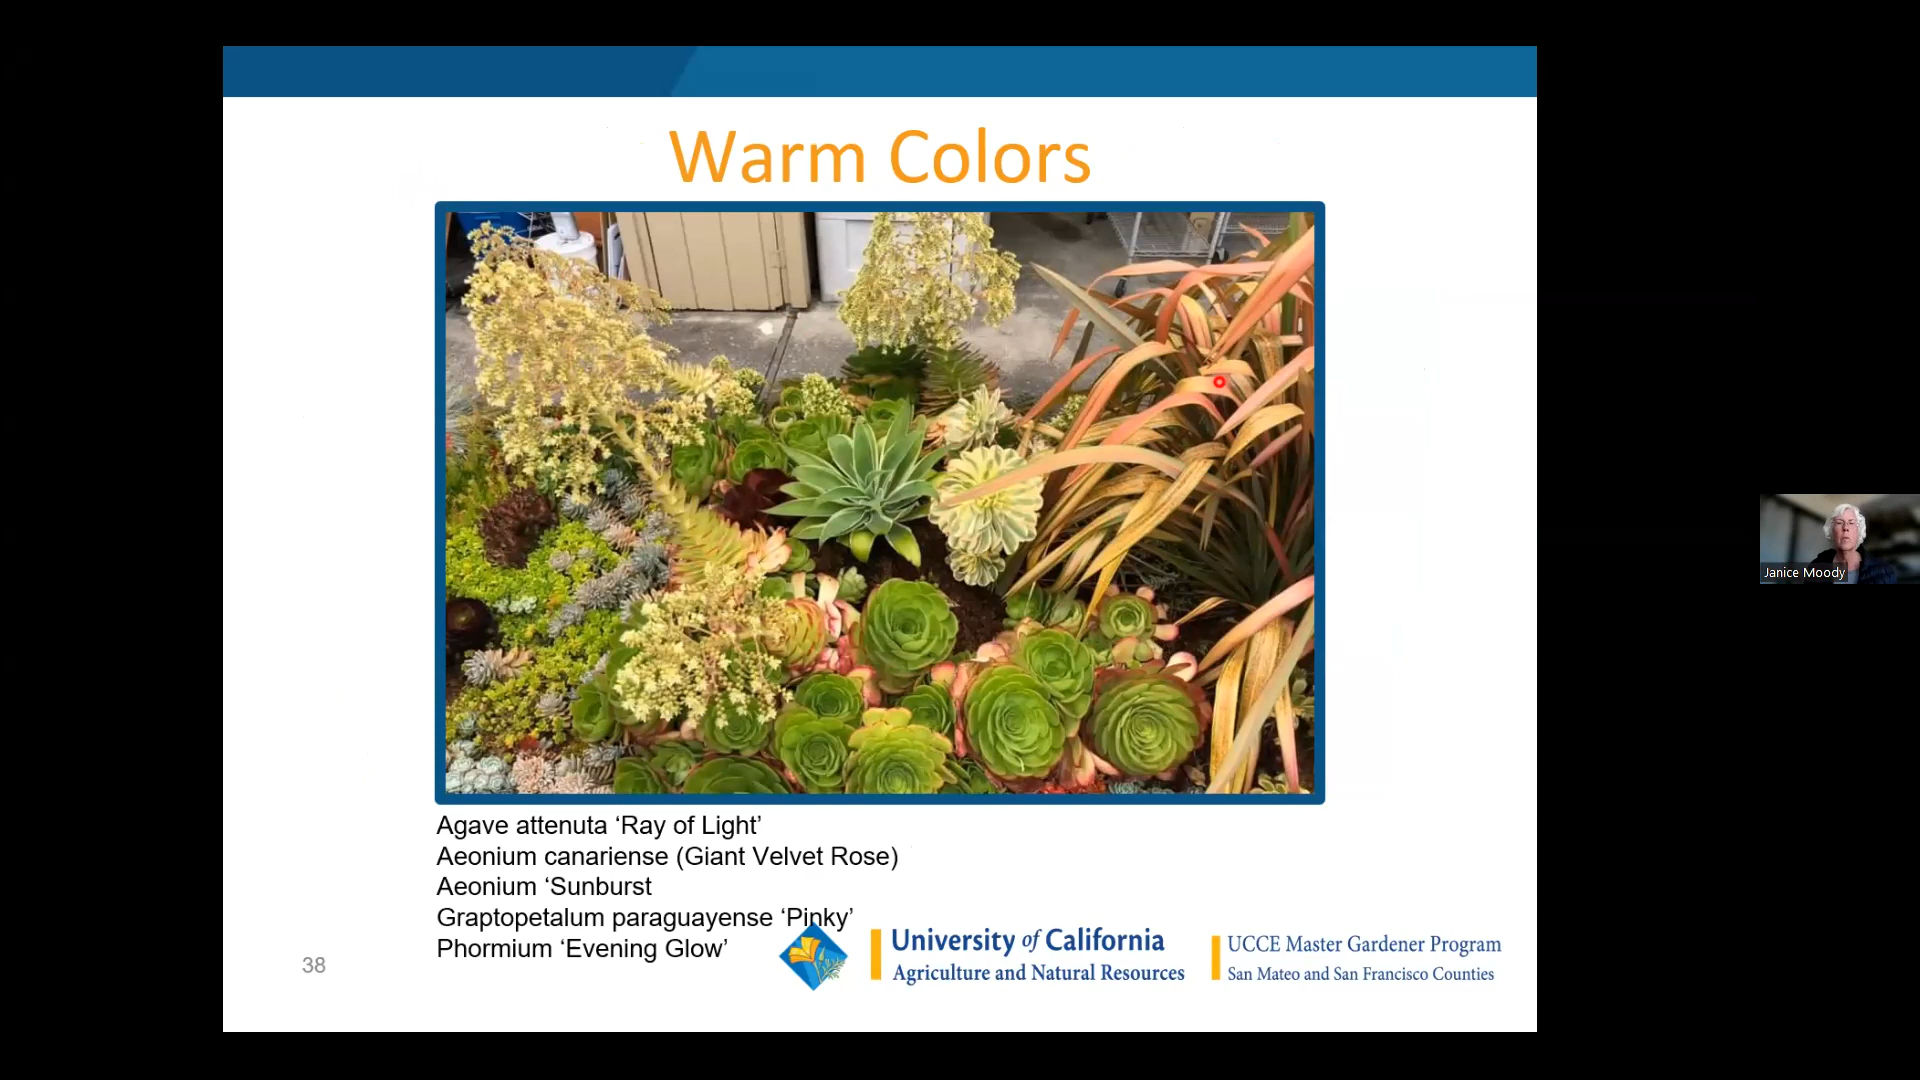 Warm Colors
Agave attenuta ‘Ray of Light’
Aeonium canariense (Giant Velvet Rose)
Aeonium ‘Sunburst
Graptopetalum paraguayense ‘Pinky’
Phormium ‘Evening Glow’
38
University of California
Agriculture and Natural Resources
UCCE Master Gardener Program
San Mateo and San Francisco Counties
Janice Moody